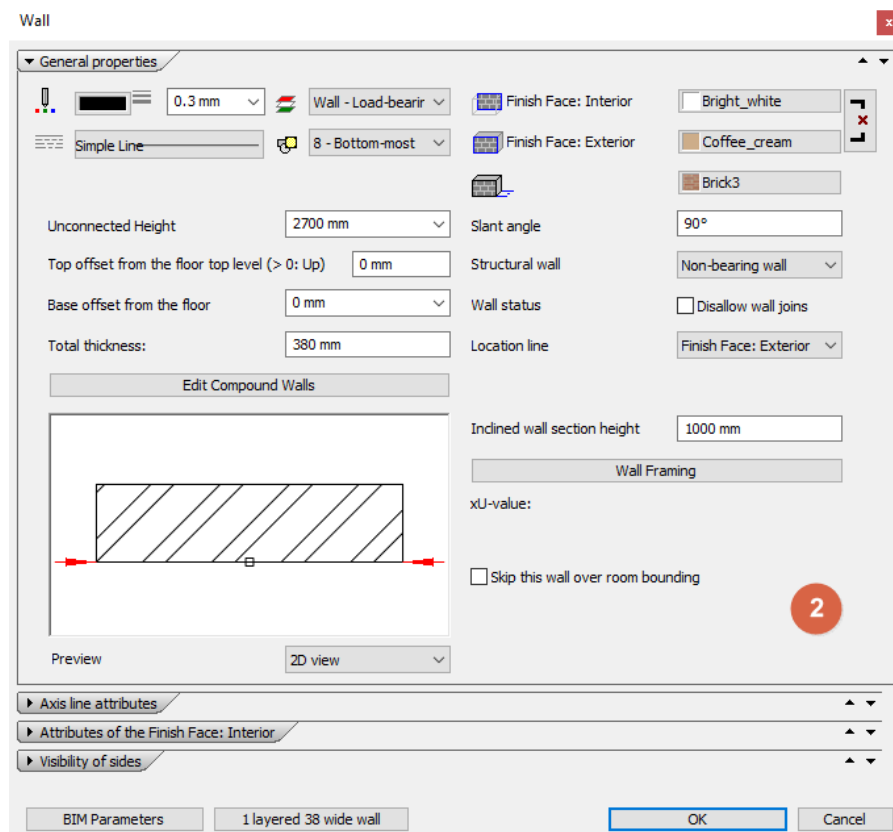 Wall
x
General properties
0.3 mm
Wall - Load-bearir
Finish Face: Interior
Bright_white
Simple Line
8 - Bottom-most
Finish Face: Exterior
Coffee_cream
Brick3
Unconnected Height
2700 mm
Slant angle
90°
Top offset from the floor top level (> 0: Up)
0 mm
Structural wall
Non-bearing wall
Base offset from the floor
0 mm
Wall status
Disallow wall joins
Total thickness:
380 mm
Location line
Finish Face: Exterior
Edit Compound Walls
Inclined wall section height
1000 mm
Wall Framing
xU-value:
Skip this wall over room bounding
2
Preview
2D view
Axis line attributes
Attributes of the Finish Face: Interior
Visibility of sides
BIM Parameters
1 layered 38 wide wall
OK
Cancel